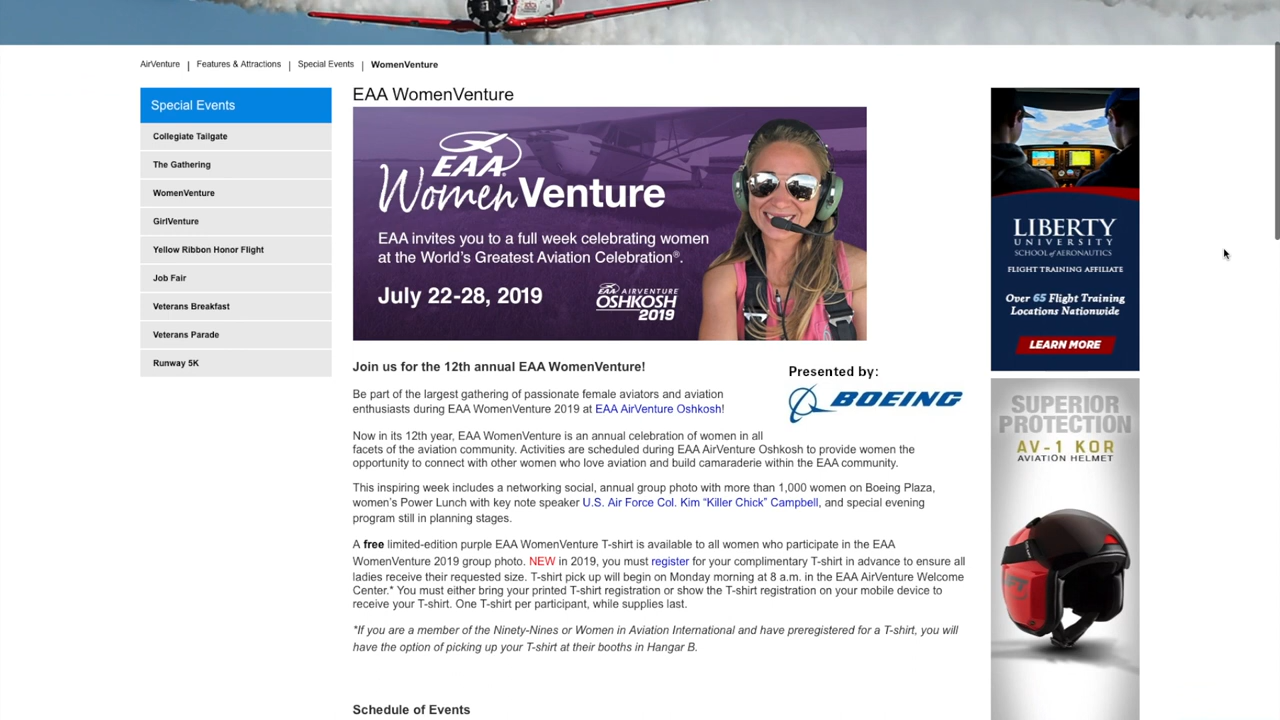 AirVenture | Features & Attractions | Special Events | WomenVenture
Special Events
Collegiate Tailgate
The Gathering
WomenVenture
GirlVenture
Yellow Ribbon Honor Flight
Job Fair
Veterans Breakfast
Veterans Parade
Runway 5K
EAA WomenVenture
EAA®
WomenVenture
EAA invites you to a full week celebrating women
at the World's Greatest Aviation Celebration®.
July 22-28, 2019
EAA AIRVENTURE
OSHKOSH
2019
Join us for the 12th annual EAA WomenVenture!
Presented by:
BOEING
Be part of the largest gathering of passionate female aviators and aviation
enthusiasts during EAA WomenVenture 2019 at EAA AirVenture Oshkosh!
Now in its 12th year, EAA WomenVenture is an annual celebration of women in all
facets of the aviation community. Activities are scheduled during EAA AirVenture Oshkosh to provide women the
opportunity to connect with other women who love aviation and build camaraderie within the EAA community.
This inspiring week includes a networking social, annual group photo with more than 1,000 women on Boeing Plaza,
women's Power Lunch with key note speaker U.S. Air Force Col. Kim “Killer Chick” Campbell, and special evening
program still in planning stages.
A free limited-edition purple EAA WomenVenture T-shirt is available to all women who participate in the EAA
WomenVenture 2019 group photo. NEW in 2019, you must register for your complimentary T-shirt in advance to ensure all
ladies receive their requested size. T-shirt pick up will begin on Monday morning at 8 a.m. in the EAA AirVenture Welcome
Center.* You must either bring your printed T-shirt registration or show the T-shirt registration on your mobile device to
receive your T-shirt. One T-shirt per participant, while supplies last.
*If you are a member of the Ninety-Nines or Women in Aviation International and have preregistered for a T-shirt, you will
have the option of picking up your T-shirt at their booths in Hangar B.
Schedule of Events
LIBERTY
UNIVERSITY
SCHOOL of AERONAUTICS
FLIGHT TRAINING AFFILIATE
Over 65 Flight Training
Locations Nationwide
LEARN MORE
SUPERIOR
PROTECTION
AV-1 KOR
AVIATION HELMET